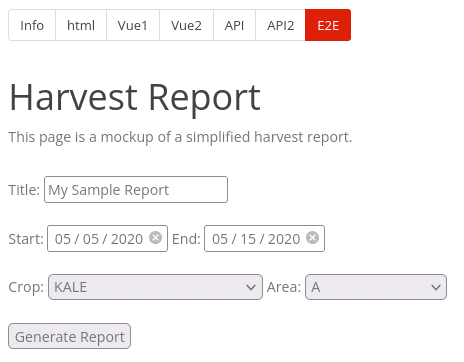 Info html Vue1 Vue2 API API2 E2E
Harvest Report
This page is a mockup of a simplified harvest report.
Title: My Sample Report
Start: 05 / 05 / 2020 End: 05 / 15 / 2020
Crop: KALE Area: A
Generate Report